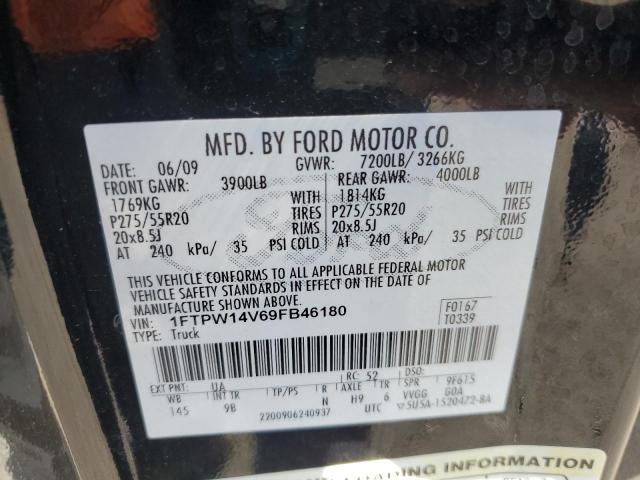 MFD. BY FORD MOTOR CO.
DATE: 06/09 GVWR: 7200LB/ 3266KG
FRONT GAWR: 3900LB REAR GAWR: 4000LB
1769KG WITH 1814KG WITH
P275/55R20 TIRES P275/55R20 TIRES
20x8.5J RIMS 20x8.5J RIMS
AT 240 kPa/ 35 PSI COLD AT 240 kPa/ 35 PSI COLD
THIS VEHICLE CONFORMS TO ALL APPLICABLE FEDERAL MOTOR
VEHICLE SAFETY STANDARDS IN EFFECT ON THE DATE OF
MANUFACTURE SHOWN ABOVE.
VIN: 1FTPW14V69FB46180 F0167
TYPE: Truck T0339
RC: 52 DSO:
EXT PNT: UA
WB INT TR TP/PS R AXLE TR SPR 9F615
145 9B N H9 6 VVGG GOA
2200906240937 UTC 5U5A-1520472-BA
LOADING INFORMATION